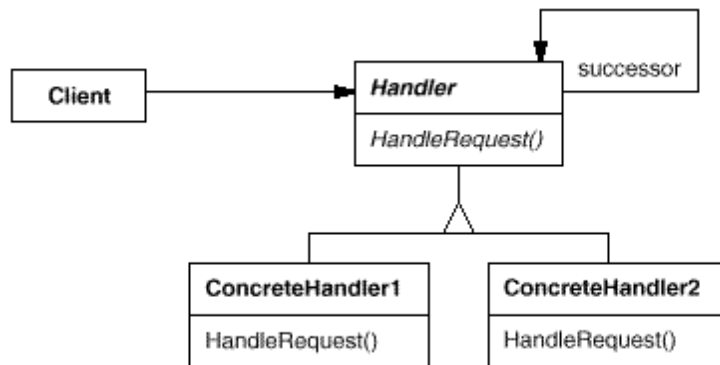 successor
Client
Handler
HandleRequest()
ConcreteHandler1
ConcreteHandler2
HandleRequest()
HandleRequest()